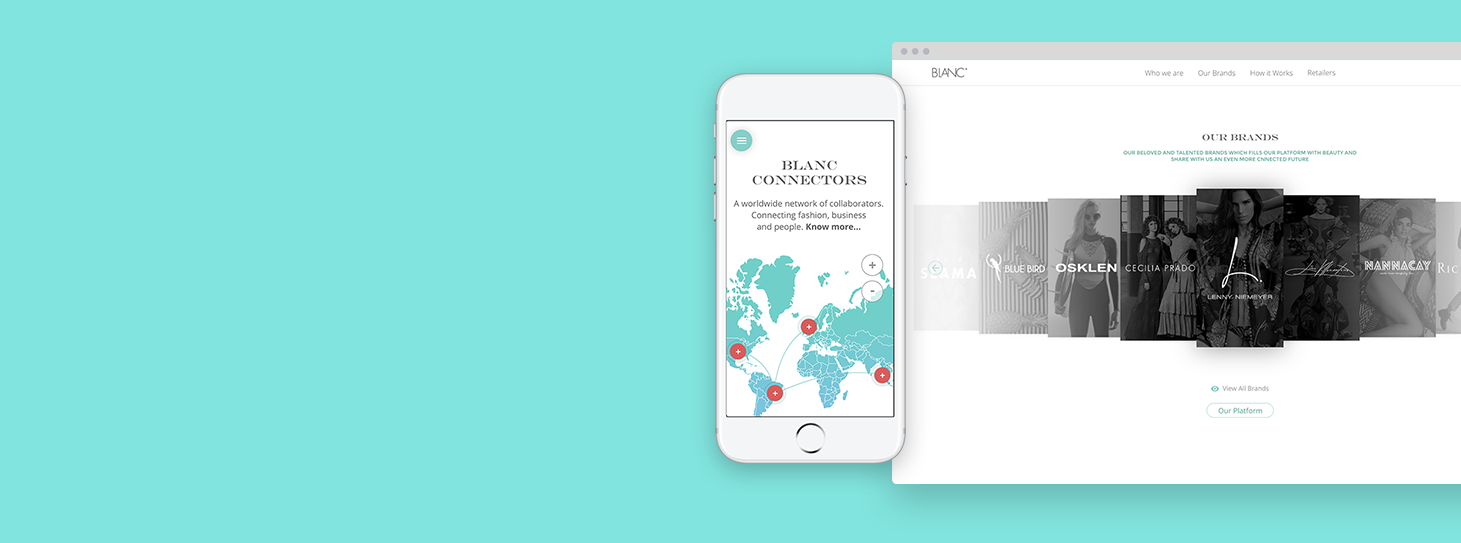 BLANC
CONNECTORS
A worldwide network of collaborators.
Connecting fashion, business
and people. Know more...
+
-
BLANC
Who we are
Our Brands
How it Works
Retailers
OUR BRANDS
OUR BELOVED AND TALENTED BRANDS WHICH FILLS OUR PLATFORM WITH BEAUTY AND
SHARE WITH US AN EVEN MORE CNNECTED FUTURE
BLUE BIRD
OSKLEN
CECILIA PRADO
L.
LENNY NIEMEYER
NANNACAY
RIC
View All Brands
Our Platform